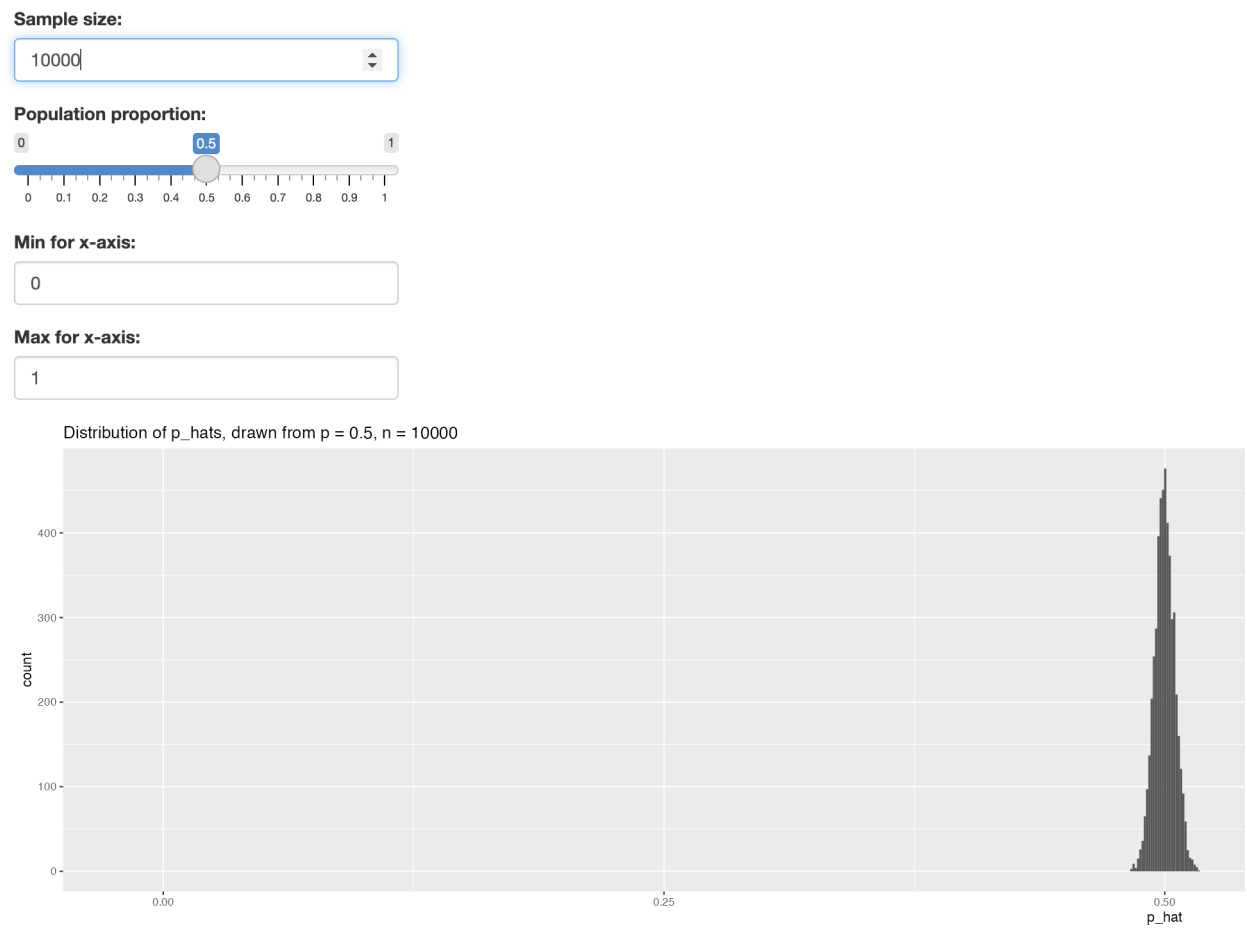 Sample size:
10000
Population proportion:
0 0.5 1
0 0.1 0.2 0.3 0.4 0.5 0.6 0.7 0.8 0.9 1
Min for x-axis:
0
Max for x-axis:
1
Distribution of p_hats, drawn from p = 0.5, n = 10000
400
300
200
100
0
count
0.00 0.25 0.50
p_hat